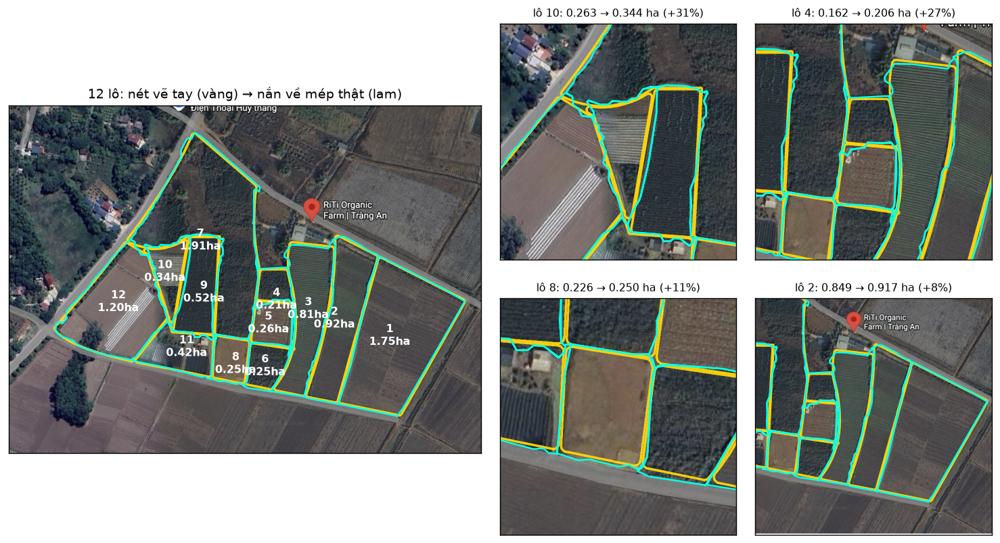 12 lô: nét vẽ tay (vàng) → nắn về mép thật (lam)
Điện Thoại Huy thắng
RiTi Organic
Farm | Tràng An
7
1.91ha
10
0.34ha
9
0.52ha
12
1.20ha
4
0.21ha
3
0.81ha
2
0.92ha
5
0.26ha
1
1.75ha
11
0.42ha
8
0.25ha
6
0.25ha
lô 10: 0.263 → 0.344 ha (+31%)
lô 4: 0.162 → 0.206 ha (+27%)
lô 8: 0.226 → 0.250 ha (+11%)
lô 2: 0.849 → 0.917 ha (+8%)
RiTi Organic
Farm | Tràng An